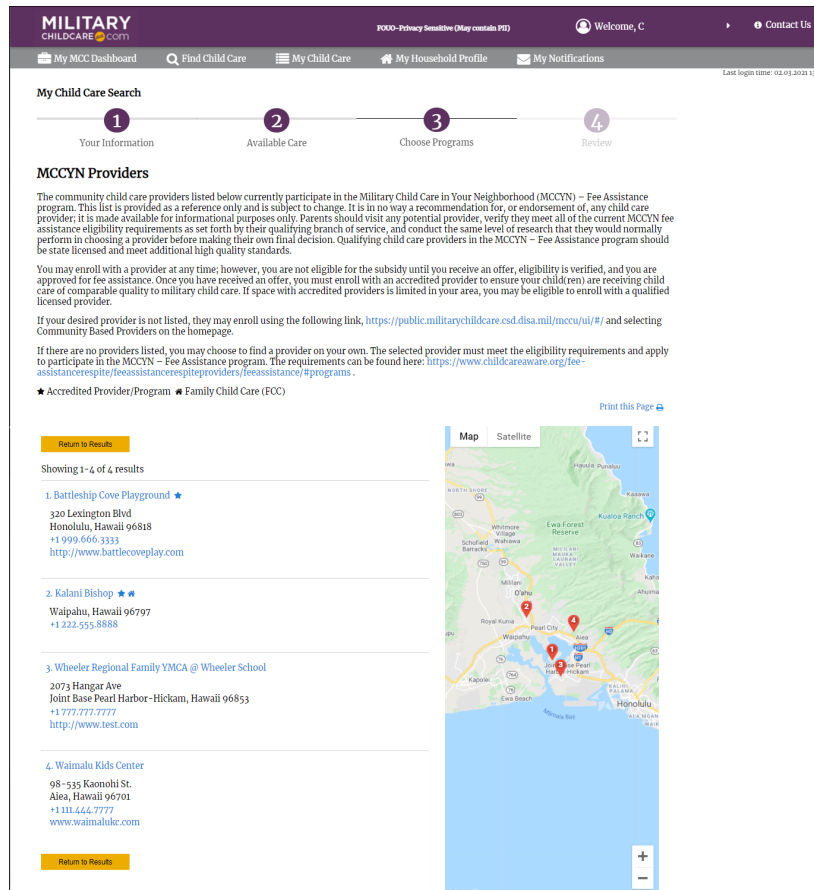 MILITARY
CHILDCARE.com
FOUO-Privacy Sensitive (May contain PII)
Welcome, C
Contact Us
My MCC Dashboard
Find Child Care
My Child Care
My Household Profile
My Notifications
Last login time: 02.03.2021 1
My Child Care Search
1
2
3
4
Your Information
Available Care
Choose Programs
Review
MCCYN Providers
The community child care providers listed below currently participate in the Military Child Care in Your Neighborhood (MCCYN) – Fee Assistance
program. This list is provided as a reference only and is subject to change. It is in no way a recommendation for, or endorsement of, any child care
provider; it is made available for informational purposes only. Parents should visit any potential provider, verify they meet all of the current MCCYN fee
assistance eligibility requirements as set forth by their qualifying branch of service, and conduct the same level of research that they would normally
perform in choosing a provider before making their own final decision. Qualifying child care providers in the MCCYN – Fee Assistance program should
be state licensed and meet additional high quality standards.
You may enroll with a provider at any time; however, you are not eligible for the subsidy until you receive an offer, eligibility is verified, and you are
approved for fee assistance. Once you have received an offer, you must enroll with an accredited provider to ensure your child(ren) are receiving child
care of comparable quality to military child care. If space with accredited providers is limited in your area, you may be eligible to enroll with a qualified
licensed provider.
If your desired provider is not listed, they may enroll using the following link, https://public.militarychildcare.csd.disa.mil/mccu/ui/#/ and selecting
Community Based Providers on the homepage.
If there are no providers listed, you may choose to find a provider on your own. The selected provider must meet the eligibility requirements and apply
to participate in the MCCYN – Fee Assistance program. The requirements can be found here: https://www.childcareaware.org/fee-
assistancerespite/feeassistancerespiteproviders/feeassistance/#programs .
★ Accredited Provider/Program Family Child Care (FCC)
Print this Page
Return to Results
Showing 1-4 of 4 results
1. Battleship Cove Playground ★
320 Lexington Blvd
Honolulu, Hawaii 96818
+1 999.666.3333
http://www.battlecoveplay.com
2. Kalani Bishop ★
Waipahu, Hawaii 96797
+1 222.555.8888
3. Wheeler Regional Family YMCA @ Wheeler School
2073 Hangar Ave
Joint Base Pearl Harbor-Hickam, Hawaii 96853
+1 777.777.7777
http://www.test.com
4. Waimalu Kids Center
98-535 Kaonohi St.
Aiea, Hawaii 96701
+1 111.444.7777
www.waimalukc.com
Return to Results
Map
Satellite
Hauula
Punaluu
NORTH SHORE
Kaaawa
Kualoa Ranch
Whitmore
Village
Ewa Forest
Reserve
Schofield
Barracks
Wahiawa
Waikane
Mililani
O'ahu
2
Royal Kunia
Pearl City
4
Waipahu
Aiea
1
3
Kapolei
Ewa Beach
KALIHI
PALAMA
Honolulu
Māmala Bay
ALA MOANA
+
−